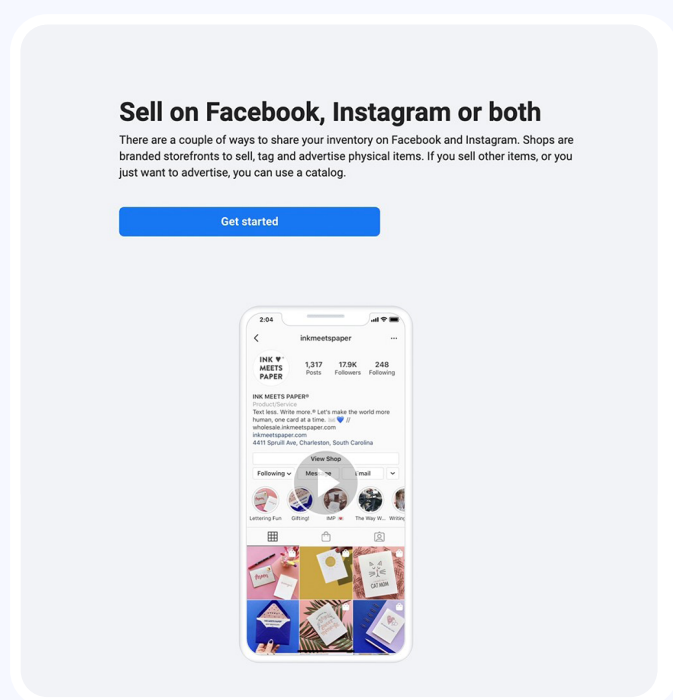 Sell on Facebook, Instagram or both
There are a couple of ways to share your inventory on Facebook and Instagram. Shops are
branded storefronts to sell, tag and advertise physical items. If you sell other items, or you
just want to advertise, you can use a catalog.
Get started
2:04
inkmeetspaper
INK ♥
MEETS
PAPER
1,317 17.9K 248
Posts Followers Following
INK MEETS PAPER®
Product/Service
Text less. Write more.® Let's make the world more
human, one card at a time. ✉️💙 //
wholesale.inkmeetspaper.com
inkmeetspaper.com
4411 Spruill Ave, Charleston, South Carolina
View Shop
Following
Lettering Fun Gifting! IMP 💌 The Way W... Writing
CAT MOM